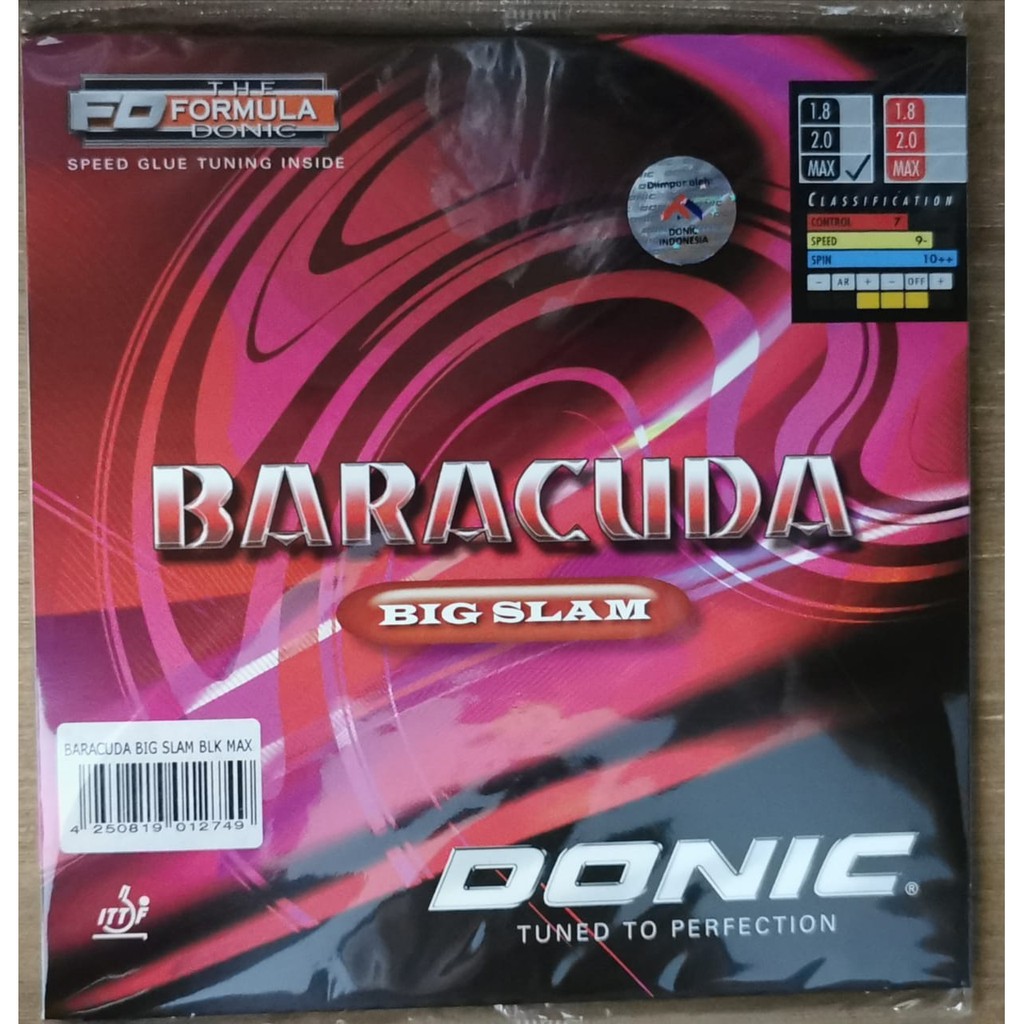 THE
FD FORMULA
DONIC
SPEED GLUE TUNING INSIDE
1.8 1.8
2.0 2.0
MAX ✓ MAX
CLASSIFICATION
CONTROL 7
SPEED 9-
SPIN 10++
- AR + - OFF +
Diimpor oleh:
DONIC
INDONESIA
BARACUDA
BIG SLAM
BARACUDA BIG SLAM BLK MAX
4 250819 012749
ITTF
DONIC®
TUNED TO PERFECTION